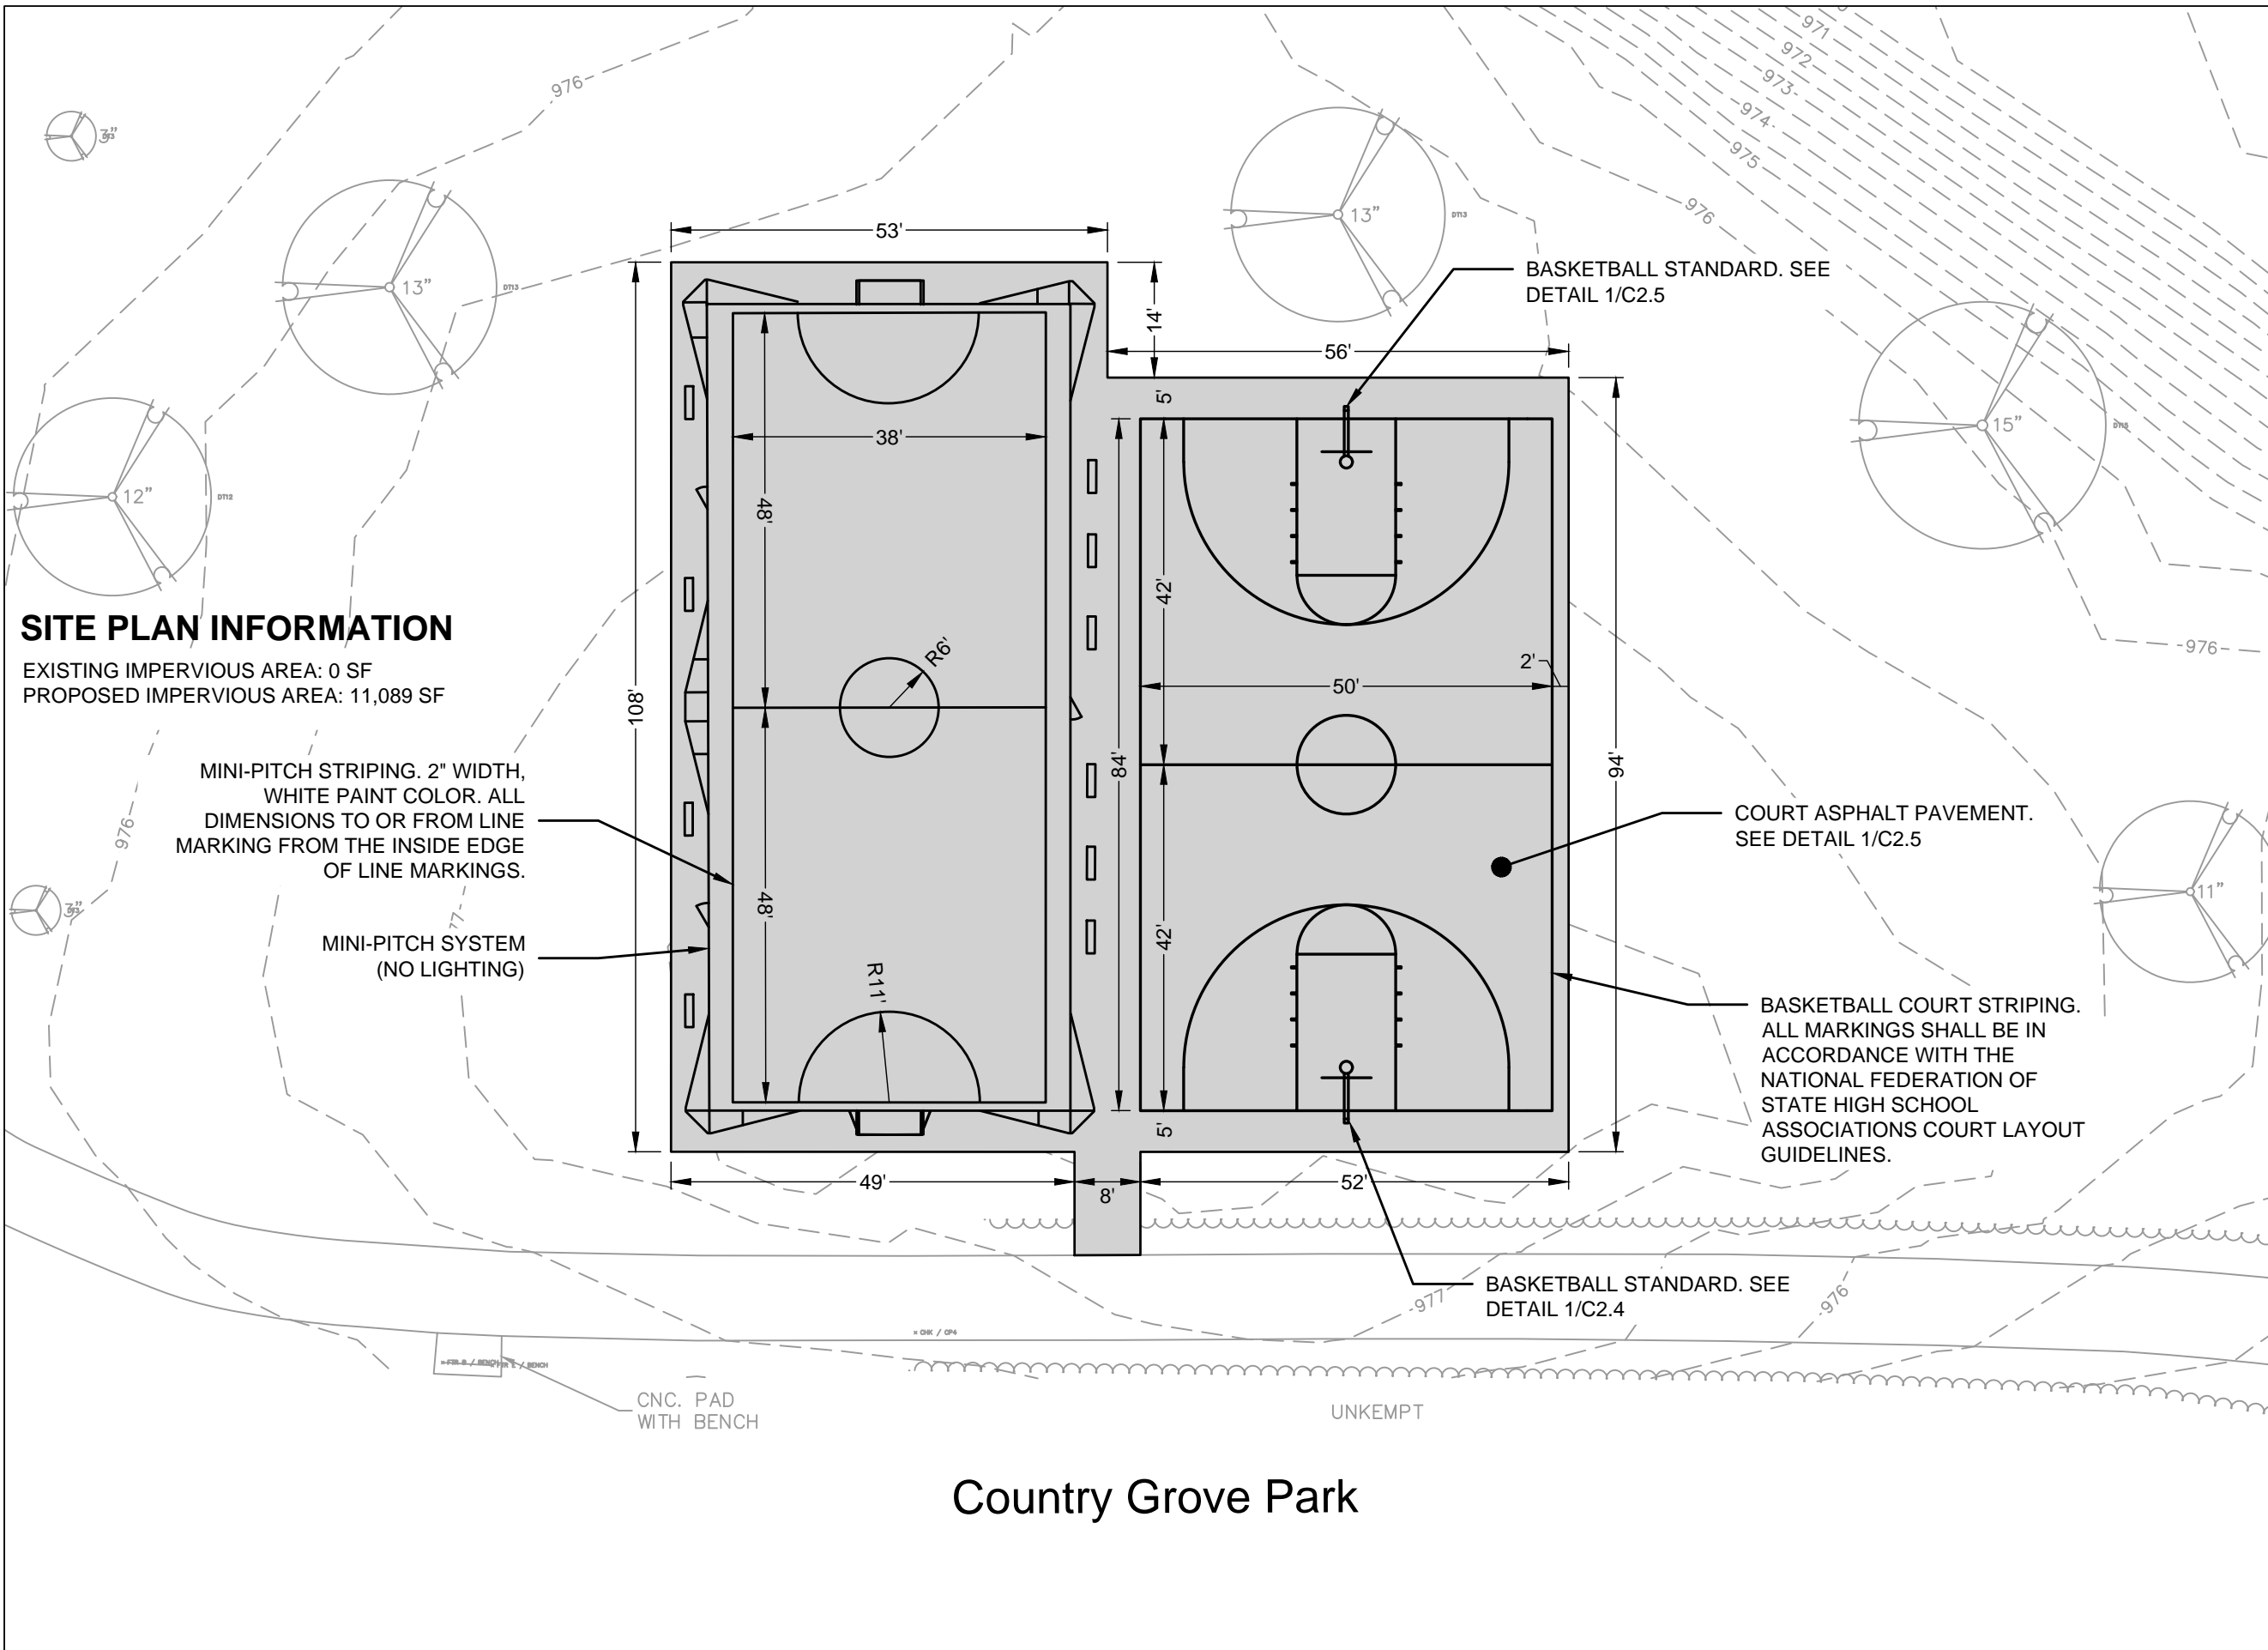 971
972
973
974
975
976
976
976
3"
13"
DT13
13"
DT13
15"
12"
DT12
53'
14'
56'
BASKETBALL STANDARD. SEE
DETAIL 1/C2.5
5'
38'
48'
42'
108'
R6'
2'
50'
84'
94'
SITE PLAN INFORMATION
EXISTING IMPERVIOUS AREA: 0 SF
PROPOSED IMPERVIOUS AREA: 11,089 SF
976
MINI-PITCH STRIPING. 2" WIDTH,
WHITE PAINT COLOR. ALL
DIMENSIONS TO OR FROM LINE
MARKING FROM THE INSIDE EDGE
OF LINE MARKINGS.
MINI-PITCH SYSTEM
(NO LIGHTING)
3"
48'
42'
R11'
5'
COURT ASPHALT PAVEMENT.
SEE DETAIL 1/C2.5
11"
BASKETBALL COURT STRIPING.
ALL MARKINGS SHALL BE IN
ACCORDANCE WITH THE
NATIONAL FEDERATION OF
STATE HIGH SCHOOL
ASSOCIATIONS COURT LAYOUT
GUIDELINES.
49'
8'
52'
BASKETBALL STANDARD. SEE
DETAIL 1/C2.4
977
976
CHK / CP4
CNC. PAD
WITH BENCH
UNKEMPT
Country Grove Park